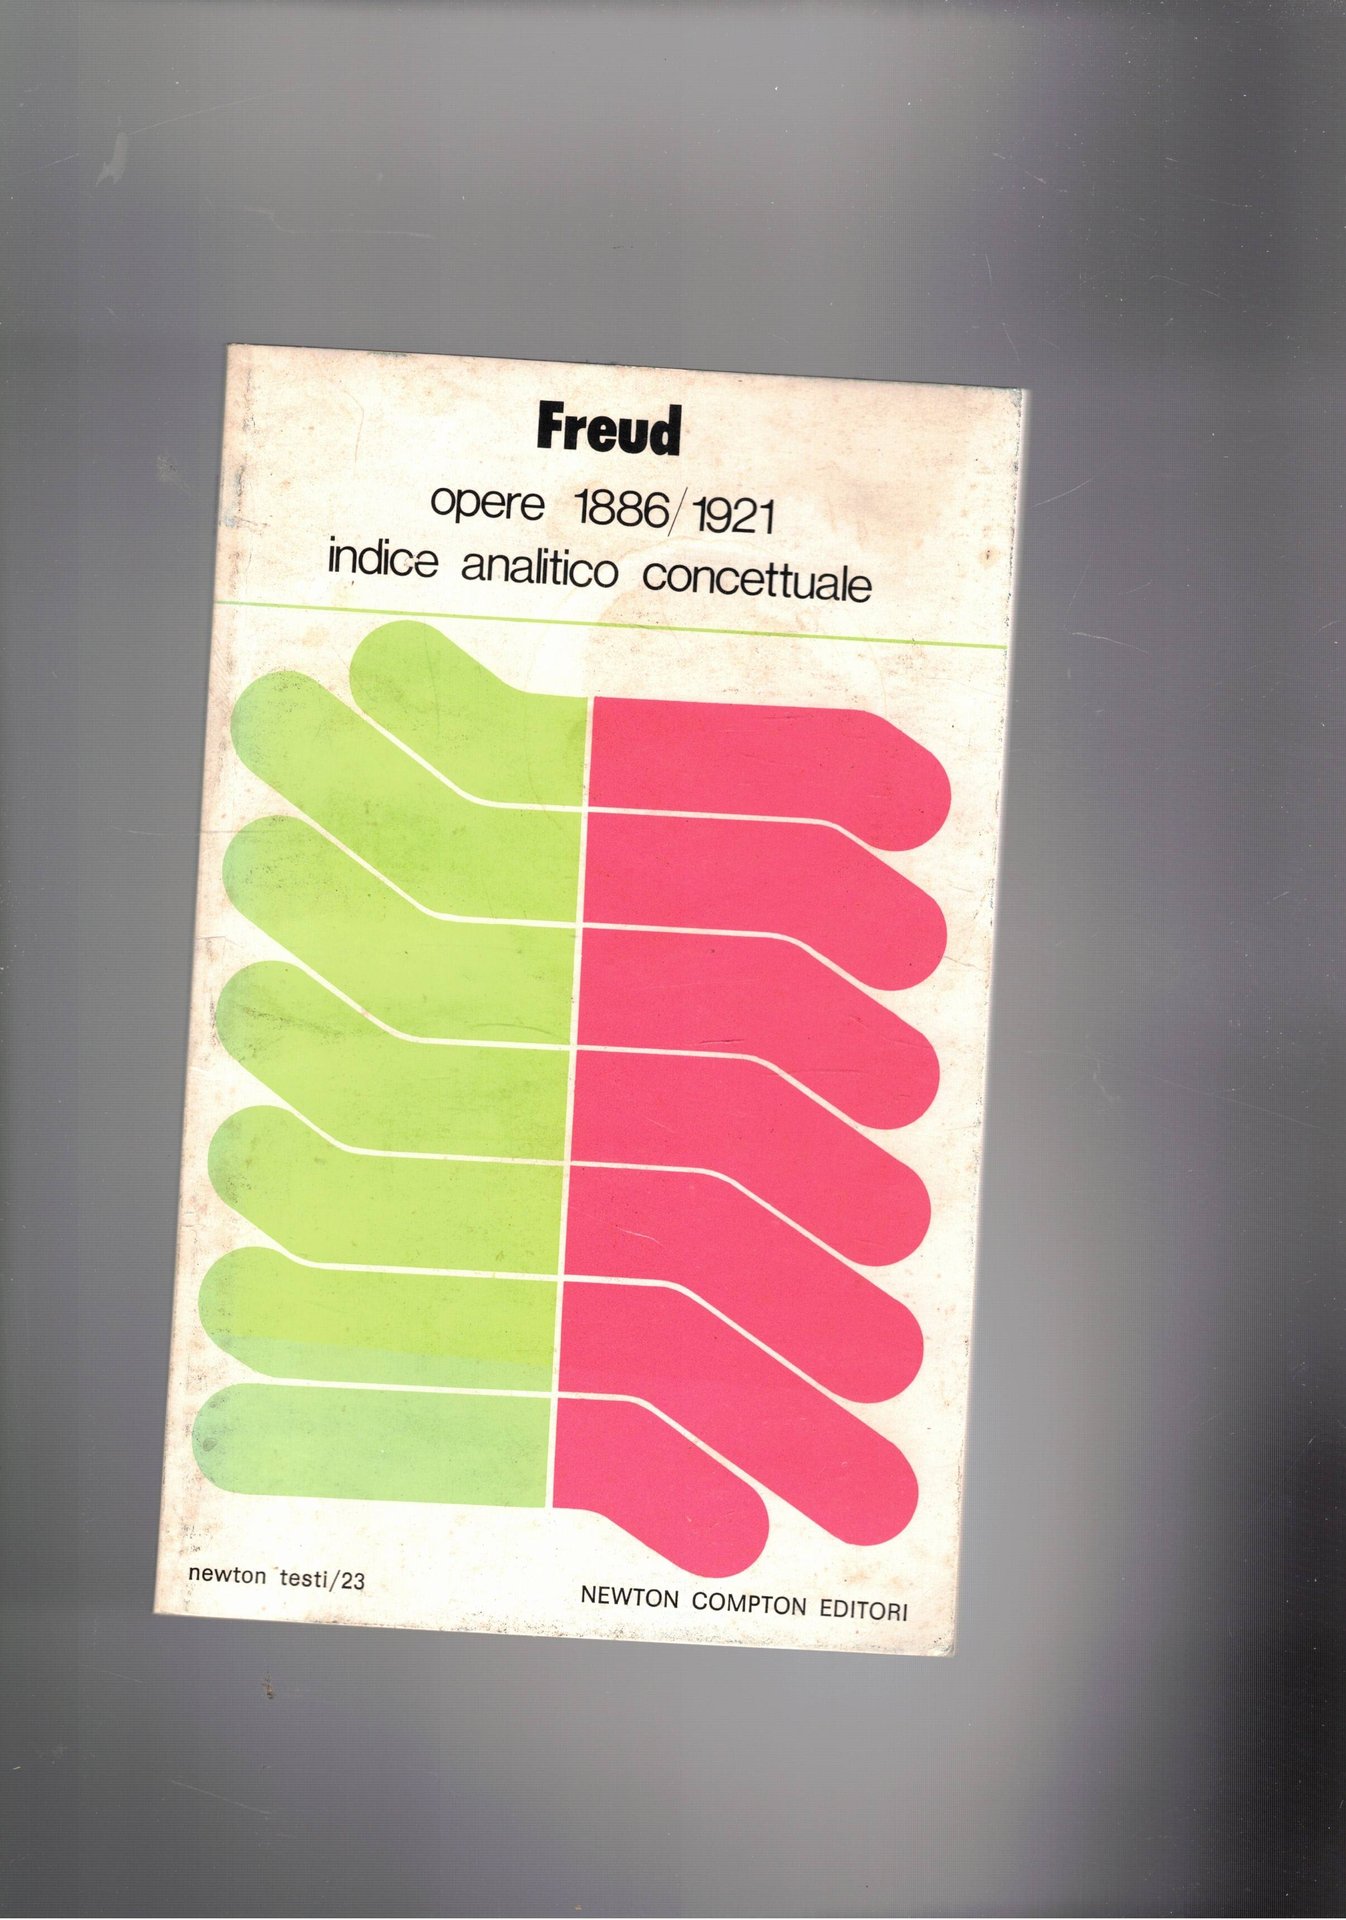 Freud
opere 1886/1921
indice analitico concettuale
newton testi/23
NEWTON COMPTON EDITORI